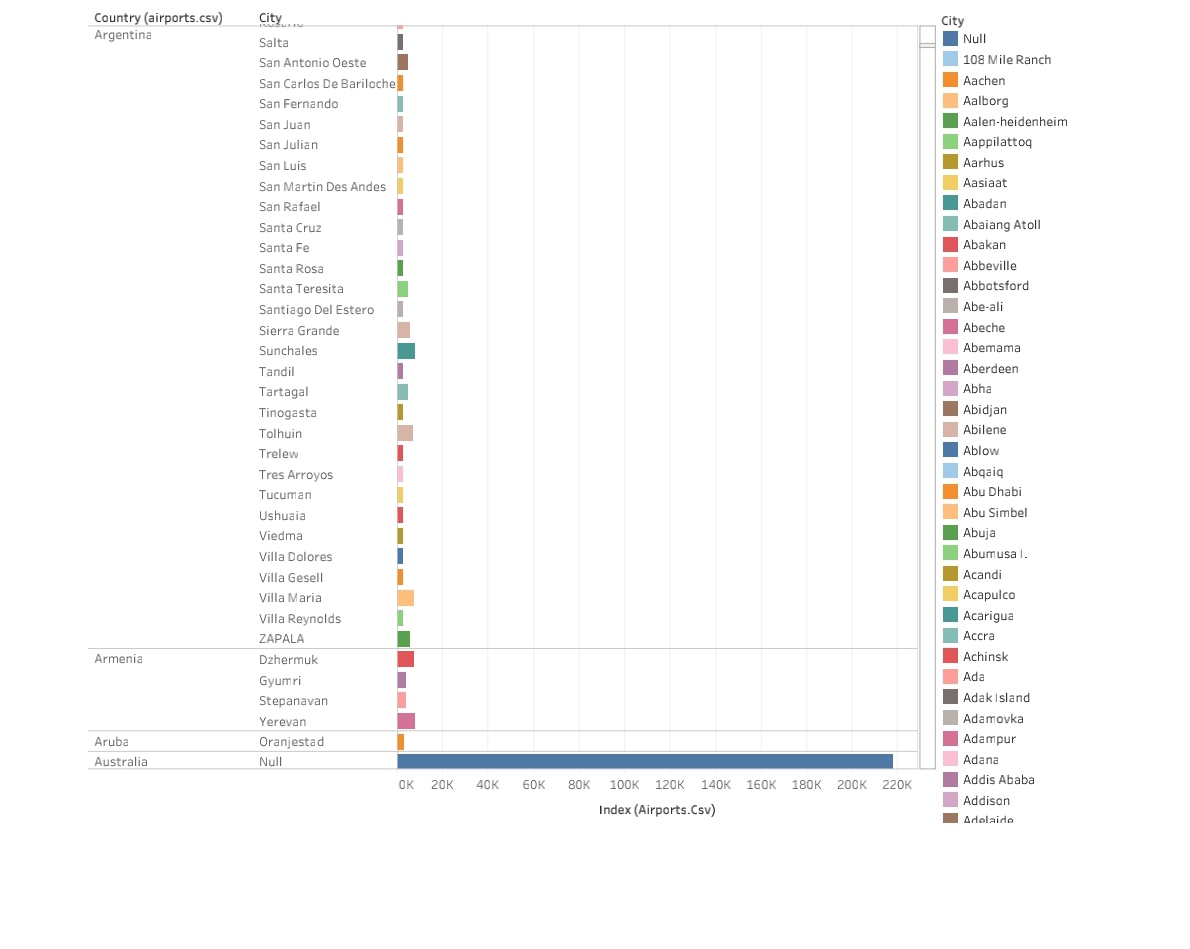 Country (airports.csv) City
Rosario
Argentina
Salta
San Antonio Oeste
San Carlos De Bariloche
San Fernando
San Juan
San Julian
San Luis
San Martin Des Andes
San Rafael
Santa Cruz
Santa Fe
Santa Rosa
Santa Teresita
Santiago Del Estero
Sierra Grande
Sunchales
Tandil
Tartagal
Tinogasta
Tolhuin
Trelew
Tres Arroyos
Tucuman
Ushuaia
Viedma
Villa Dolores
Villa Gesell
Villa Maria
Villa Reynolds
ZAPALA
Armenia Dzhermuk
Gyumri
Stepanavan
Yerevan
Aruba Oranjestad
Australia Null
0K 20K 40K 60K 80K 100K 120K 140K 160K 180K 200K 220K
Index (Airports.Csv)
City
Null
108 Mile Ranch
Aachen
Aalborg
Aalen-heidenheim
Aappilattoq
Aarhus
Aasiaat
Abadan
Abaiang Atoll
Abakan
Abbeville
Abbotsford
Abe-ali
Abeche
Abemama
Aberdeen
Abha
Abidjan
Abilene
Ablow
Abqaiq
Abu Dhabi
Abu Simbel
Abuja
Abumusa I.
Acandi
Acapulco
Acarigua
Accra
Achinsk
Ada
Adak Island
Adamovka
Adampur
Adana
Addis Ababa
Addison
Adelaide